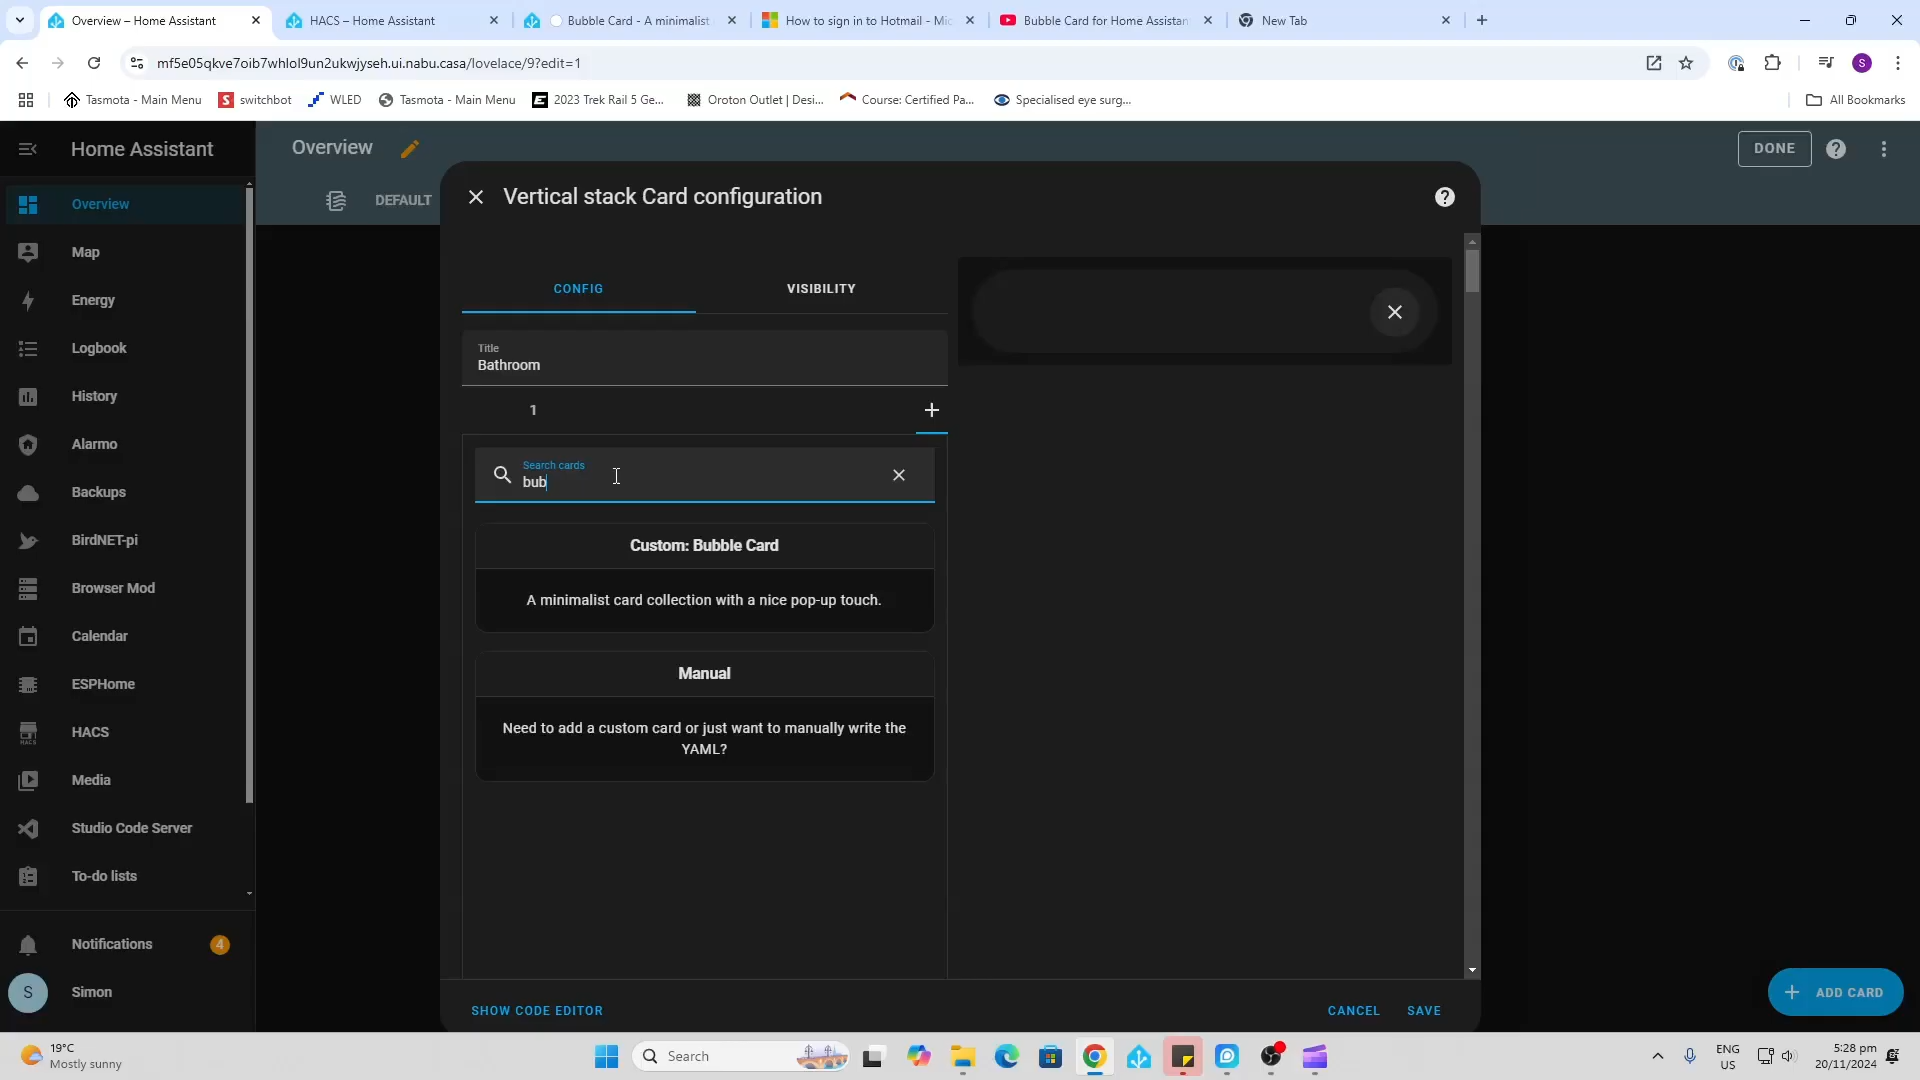 Overview – Home Assistant
HACS – Home Assistant
Bubble Card - A minimalist
How to sign in to Hotmail - Mic
Bubble Card for Home Assistan
New Tab
mf5e05qkve7oib7whlol9un2ukwjyseh.ui.nabu.casa/lovelace/9?edit=1
S
Tasmota - Main Menu
switchbot
WLED
Tasmota - Main Menu
2023 Trek Rail 5 Ge...
Oroton Outlet | Desi...
Course: Certified Pa...
Specialised eye surg...
All Bookmarks
Home Assistant
Overview
DONE
DEFAULT
Overview
Map
Energy
Logbook
History
Alarmo
Backups
BirdNET-pi
Browser Mod
Calendar
ESPHome
HACS
HACS
Media
Studio Code Server
To-do lists
Notifications
4
S
Simon
Vertical stack Card configuration
CONFIG
VISIBILITY
Title
Bathroom
1
Search cards
bub
Custom: Bubble Card
A minimalist card collection with a nice pop-up touch.
Manual
Need to add a custom card or just want to manually write the
YAML?
SHOW CODE EDITOR
CANCEL
SAVE
ADD CARD
19°C
Mostly sunny
Search
ENG
US
5:28 pm
20/11/2024